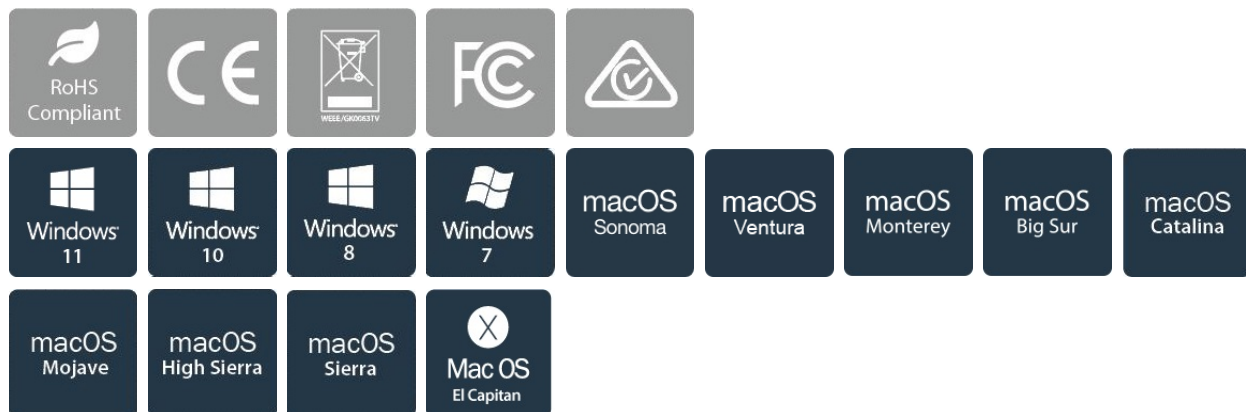 RoHS
Compliant
CE
WEEE/GK0063TV
FC
Windows
11
Windows
10
Windows
8
Windows
7
macOS
Sonoma
macOS
Ventura
macOS
Monterey
macOS
Big Sur
macOS
Catalina
macOS
Mojave
macOS
High Sierra
macOS
Sierra
X
Mac OS
El Capitan